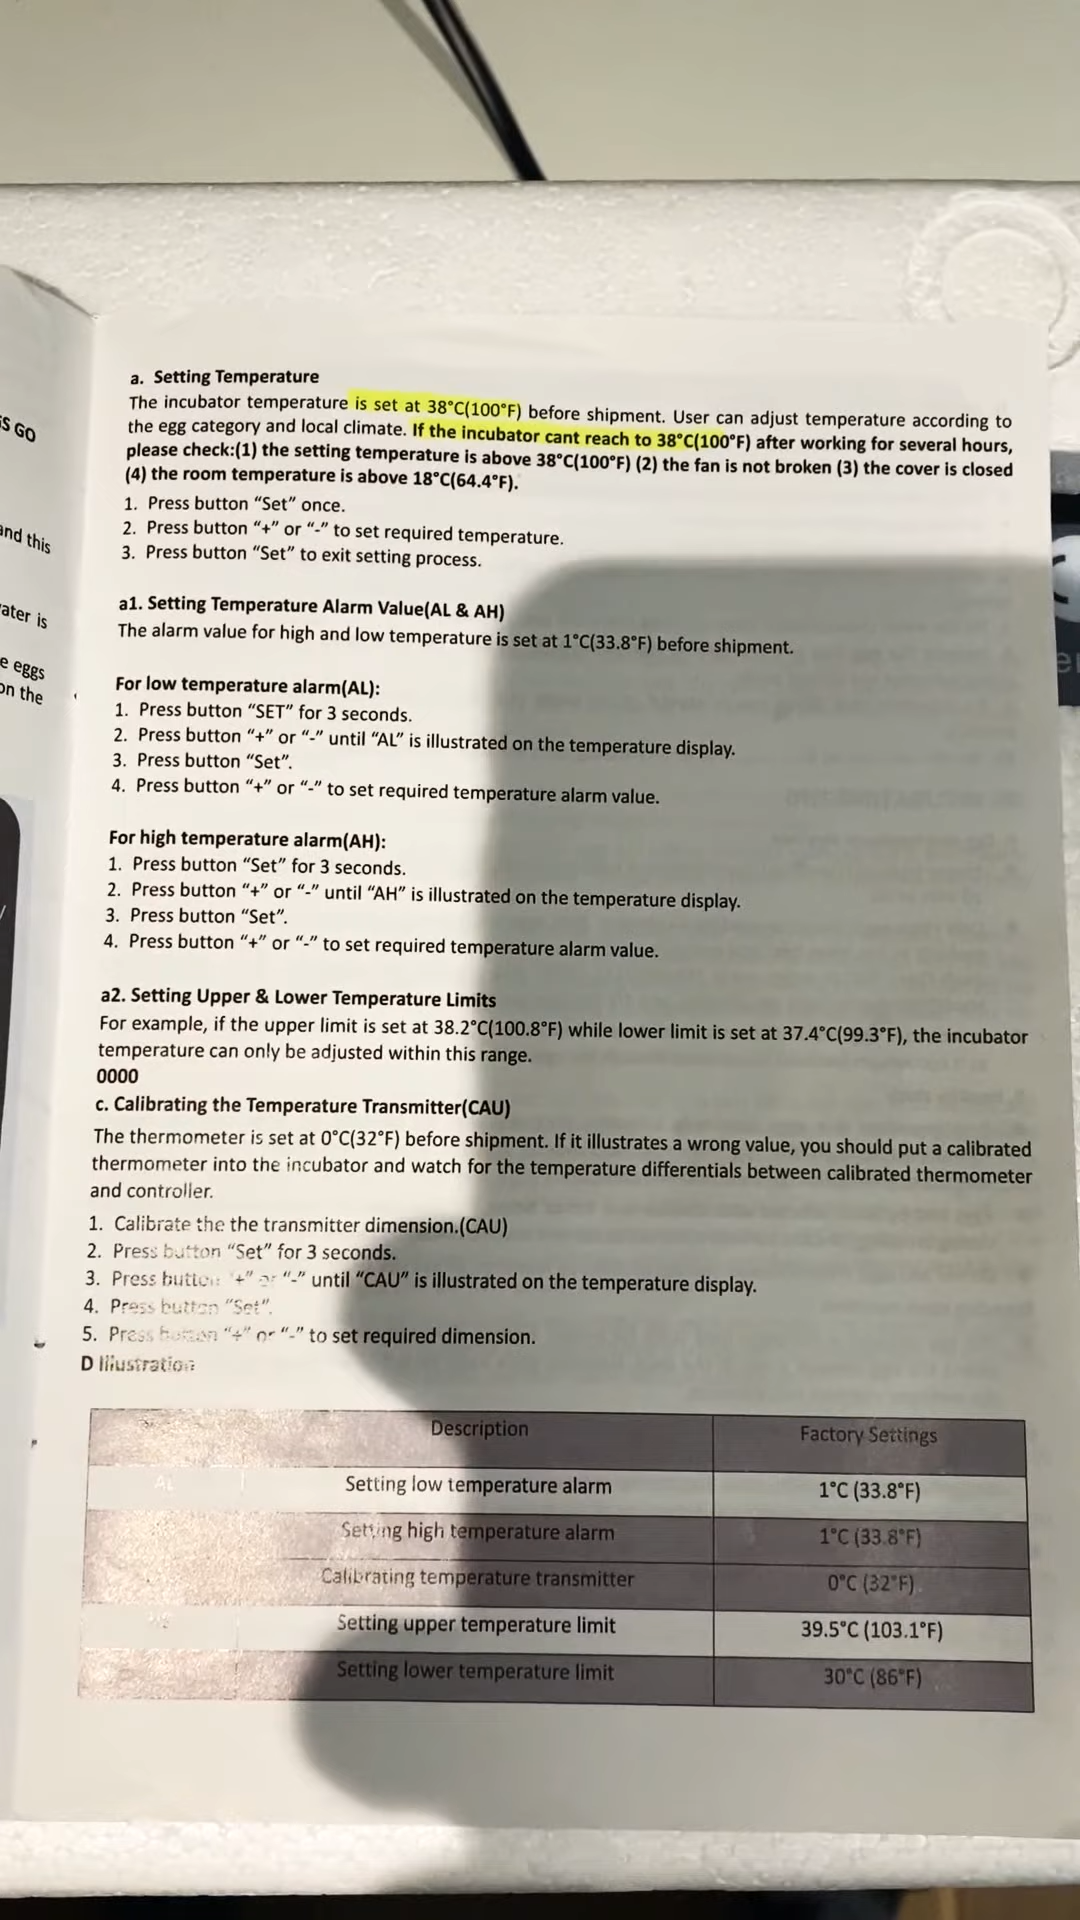 a. Setting Temperature
The incubator temperature is set at 38°C(100°F) before shipment. User can adjust temperature according to
the egg category and local climate. If the incubator cant reach to 38°C(100°F) after working for several hours,
please check:(1) the setting temperature is above 38°C(100°F) (2) the fan is not broken (3) the cover is closed
(4) the room temperature is above 18°C(64.4°F).
1. Press button “Set” once.
2. Press button “+” or “-” to set required temperature.
3. Press button “Set” to exit setting process.
a1. Setting Temperature Alarm Value(AL & AH)
The alarm value for high and low temperature is set at 1°C(33.8°F) before shipment.
For low temperature alarm(AL):
1. Press button “SET” for 3 seconds.
2. Press button “+” or “-” until “AL” is illustrated on the temperature display.
3. Press button “Set”.
4. Press button “+” or “-” to set required temperature alarm value.
For high temperature alarm(AH):
1. Press button “Set” for 3 seconds.
2. Press button “+” or “-” until “AH” is illustrated on the temperature display.
3. Press button “Set”.
4. Press button “+” or “-” to set required temperature alarm value.
a2. Setting Upper & Lower Temperature Limits
For example, if the upper limit is set at 38.2°C(100.8°F) while lower limit is set at 37.4°C(99.3°F), the incubator
temperature can only be adjusted within this range.
0000
c. Calibrating the Temperature Transmitter(CAU)
The thermometer is set at 0°C(32°F) before shipment. If it illustrates a wrong value, you should put a calibrated
thermometer into the incubator and watch for the temperature differentials between calibrated thermometer
and controller.
1. Calibrate the the transmitter dimension.(CAU)
2. Press button “Set” for 3 seconds.
3. Press button “+” or “-” until “CAU” is illustrated on the temperature display.
4. Press button “Set”.
5. Press button “+” or “-” to set required dimension.
D Illustration
Description Factory Settings
AL Setting low temperature alarm 1°C (33.8°F)
Setting high temperature alarm 1°C (33.8°F)
Calibrating temperature transmitter 0°C (32°F)
Setting upper temperature limit 39.5°C (103.1°F)
Setting lower temperature limit 30°C (86°F)
GO
and this
is
eggs
on the